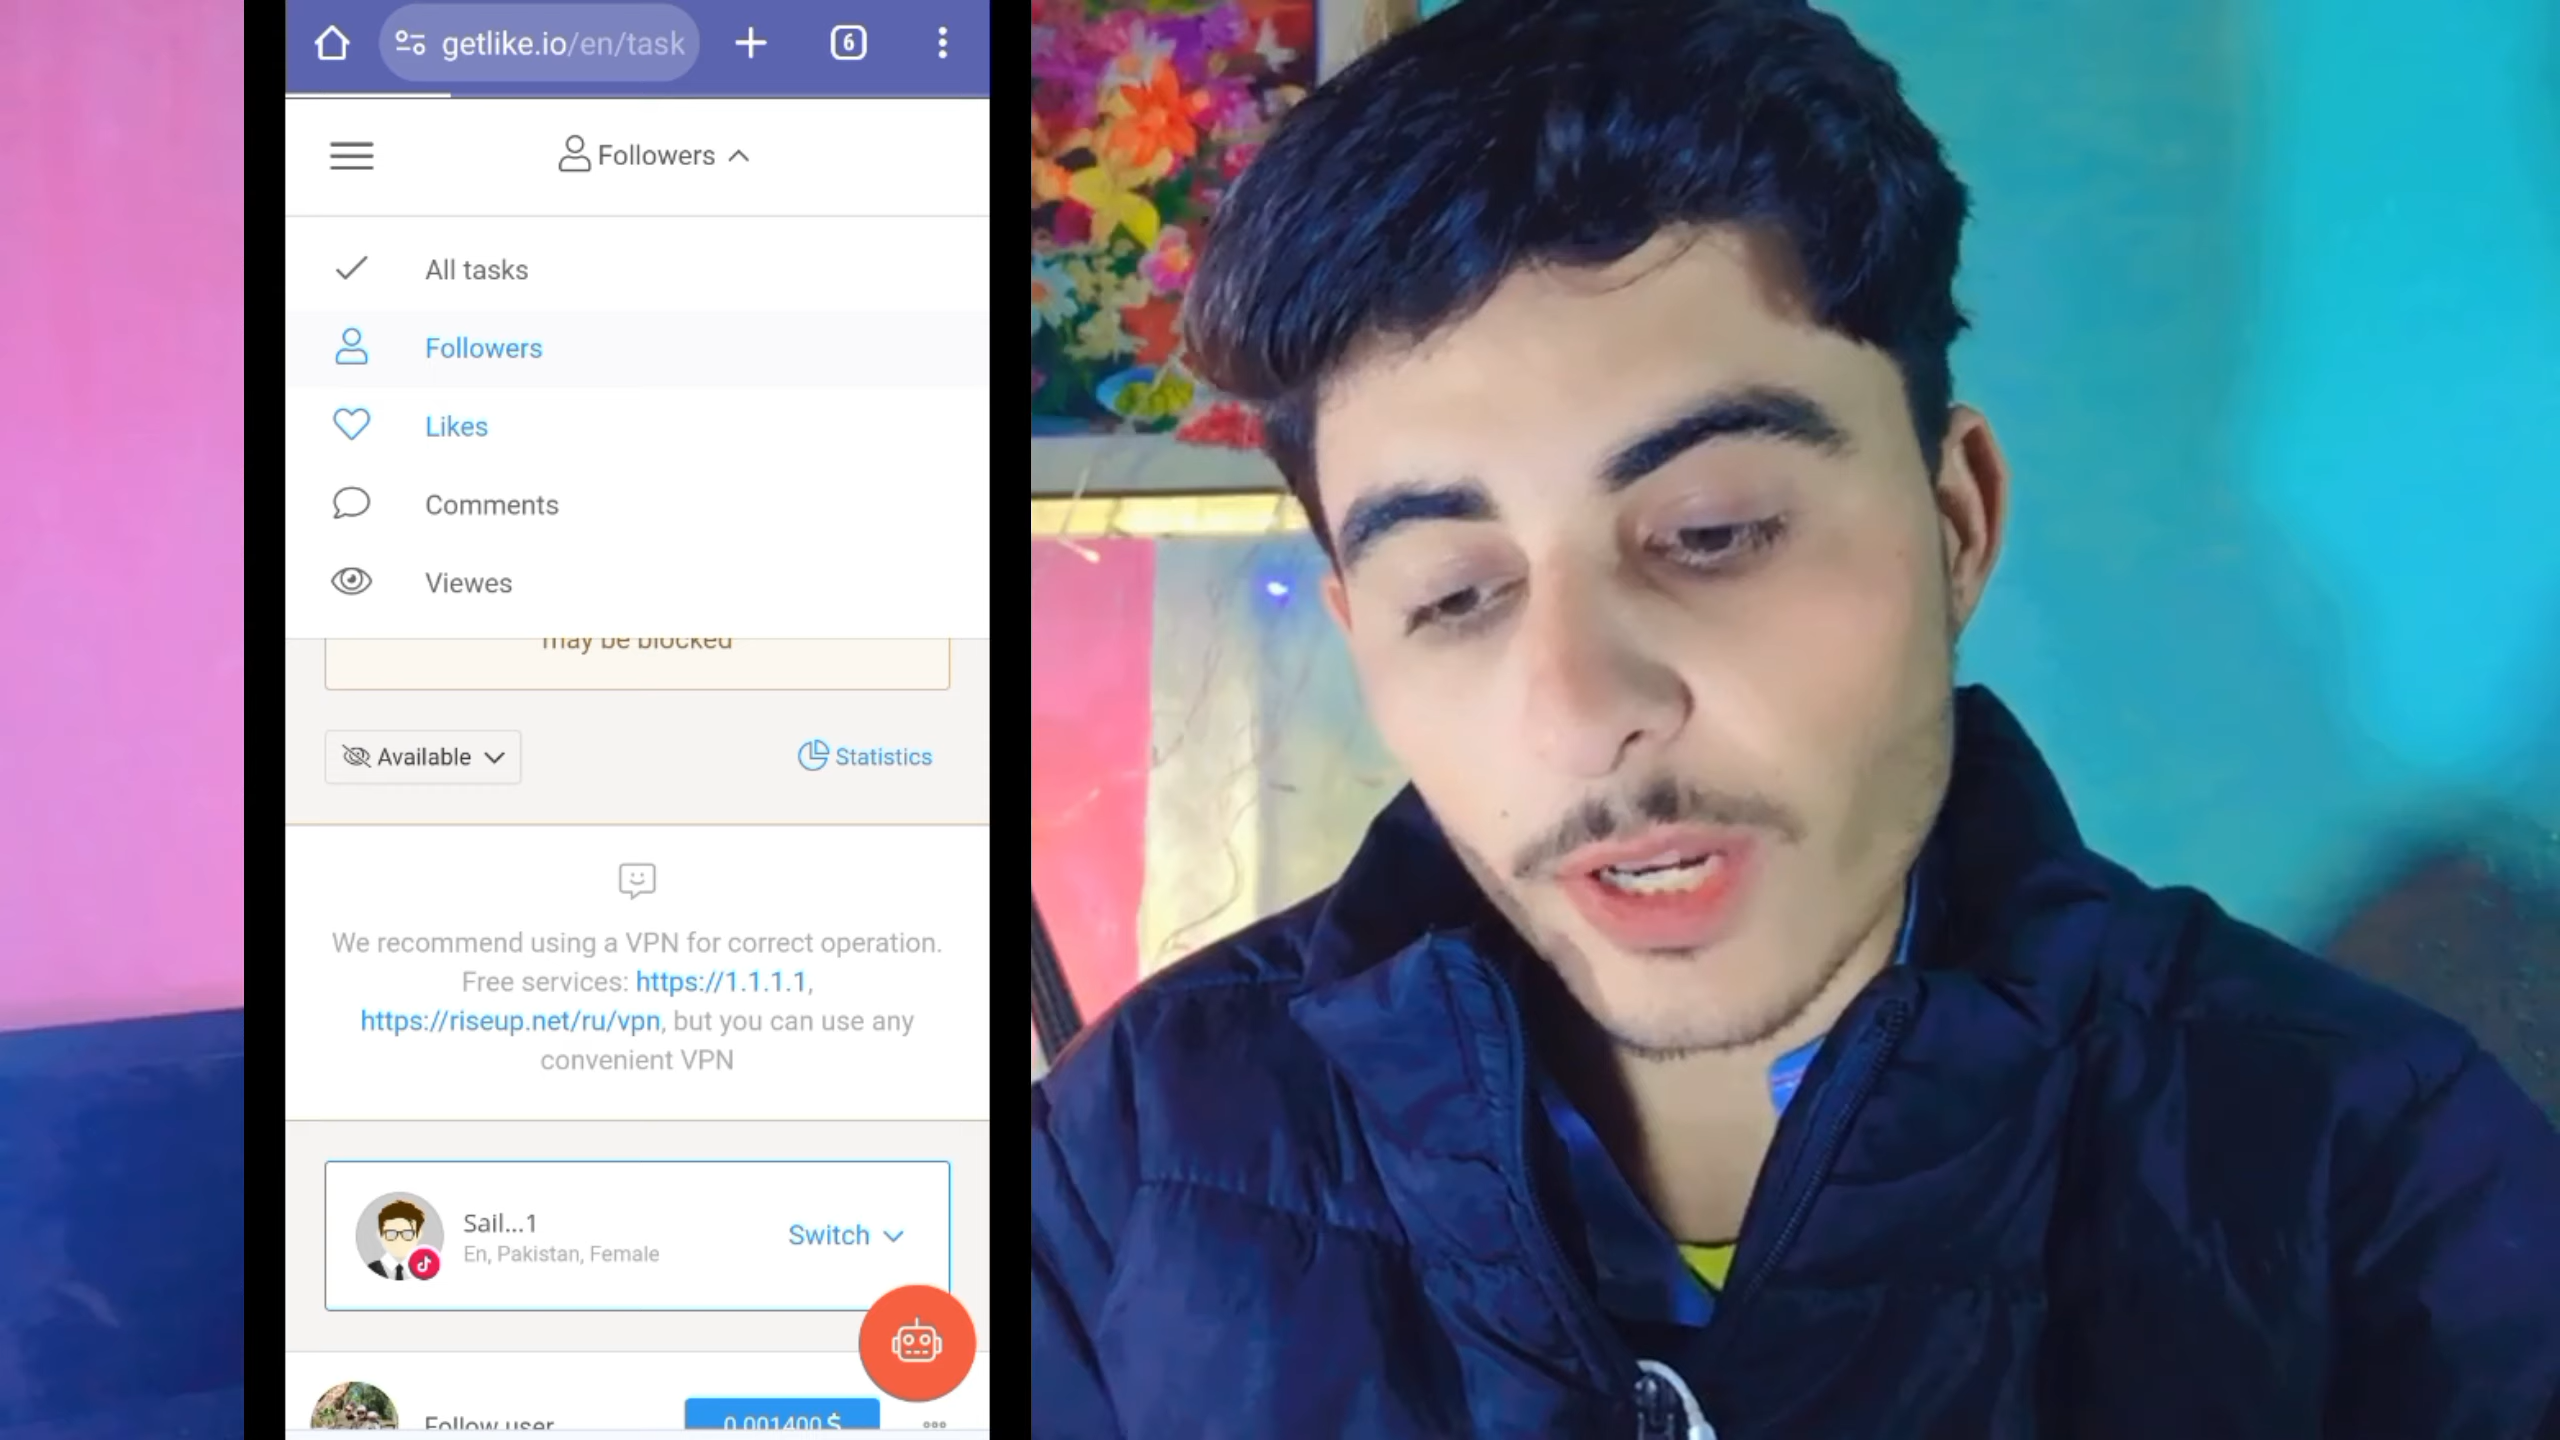 getlike.io/en/task
6
Followers
All tasks
Followers
Likes
Comments
Viewes
may be blocked
Available
Statistics
We recommend using a VPN for correct operation.
Free services: https://1.1.1.1,
https://riseup.net/ru/vpn, but you can use any
convenient VPN
Sail...1
En, Pakistan, Female
Switch
Follow user
0.001400 $